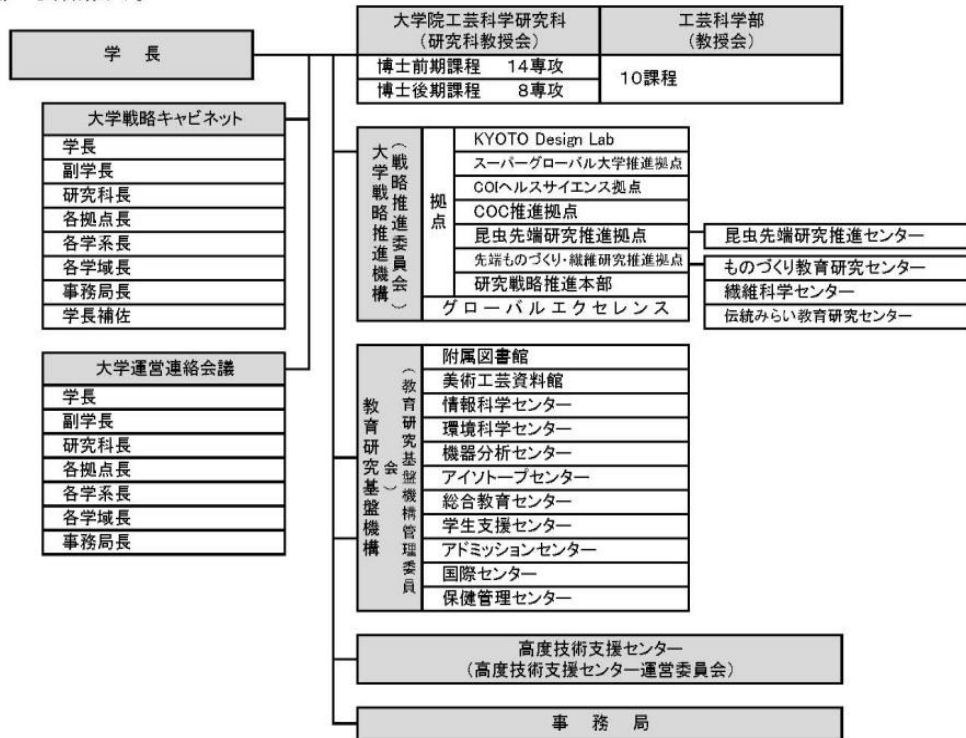 学 長
大学戦略キャビネット
学長
副学長
研究科長
各拠点長
各学系長
各学域長
事務局長
学長補佐
大学運営連絡会議
学長
副学長
研究科長
各拠点長
各学系長
各学域長
事務局長
大学院工芸科学研究科
(研究科教授会)
博士前期課程 14専攻
博士後期課程 8専攻
工芸科学部
(教授会)
10課程
大学戦略推進機構
(戦略推進委員会)
拠点
KYOTO Design Lab
スーパーグローバル大学推進拠点
COIヘルスサイエンス拠点
COC推進拠点
昆虫先端研究推進拠点
先端ものづくり・繊維研究推進拠点
研究戦略推進本部
グローバルエクセレンス
昆虫先端研究推進センター
ものづくり教育研究センター
繊維科学センター
伝統みらい教育研究センター
教育研究基盤機構
(教育研究基盤機構管理委員
会)
附属図書館
美術工芸資料館
情報科学センター
環境科学センター
機器分析センター
アイソトープセンター
総合教育センター
学生支援センター
アドミッションセンター
国際センター
保健管理センター
高度技術支援センター
(高度技術支援センター運営委員会)
事 務 局